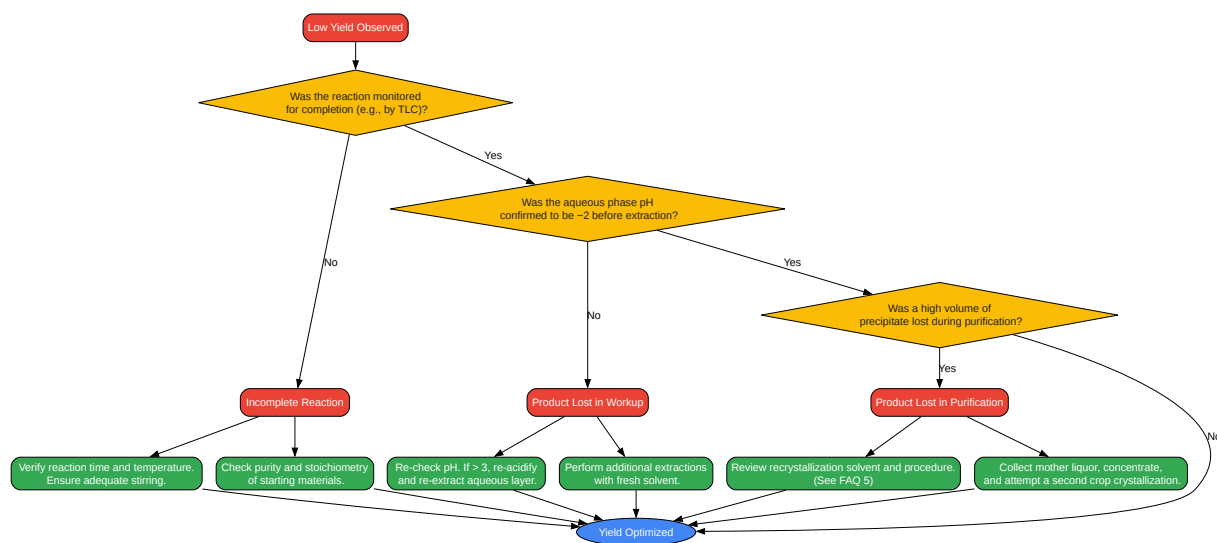 Low Yield Observed
Was the reaction monitored
for completion (e.g., by TLC)?
Yes
Was the aqueous phase pH
confirmed to be ~2 before extraction?
No
Yes
Was a high volume of
precipitate lost during purification?
No
Yes
No
Incomplete Reaction
Product Lost in Workup
Product Lost in Purification
Verify reaction time and temperature.
Ensure adequate stirring.
Check purity and stoichiometry
of starting materials.
Re-check pH. If > 3, re-acidify
and re-extract aqueous layer.
Perform additional extractions
with fresh solvent.
Review recrystallization solvent and procedure.
(See FAQ 5)
Collect mother liquor, concentrate,
and attempt a second crop crystallization.
Yield Optimized